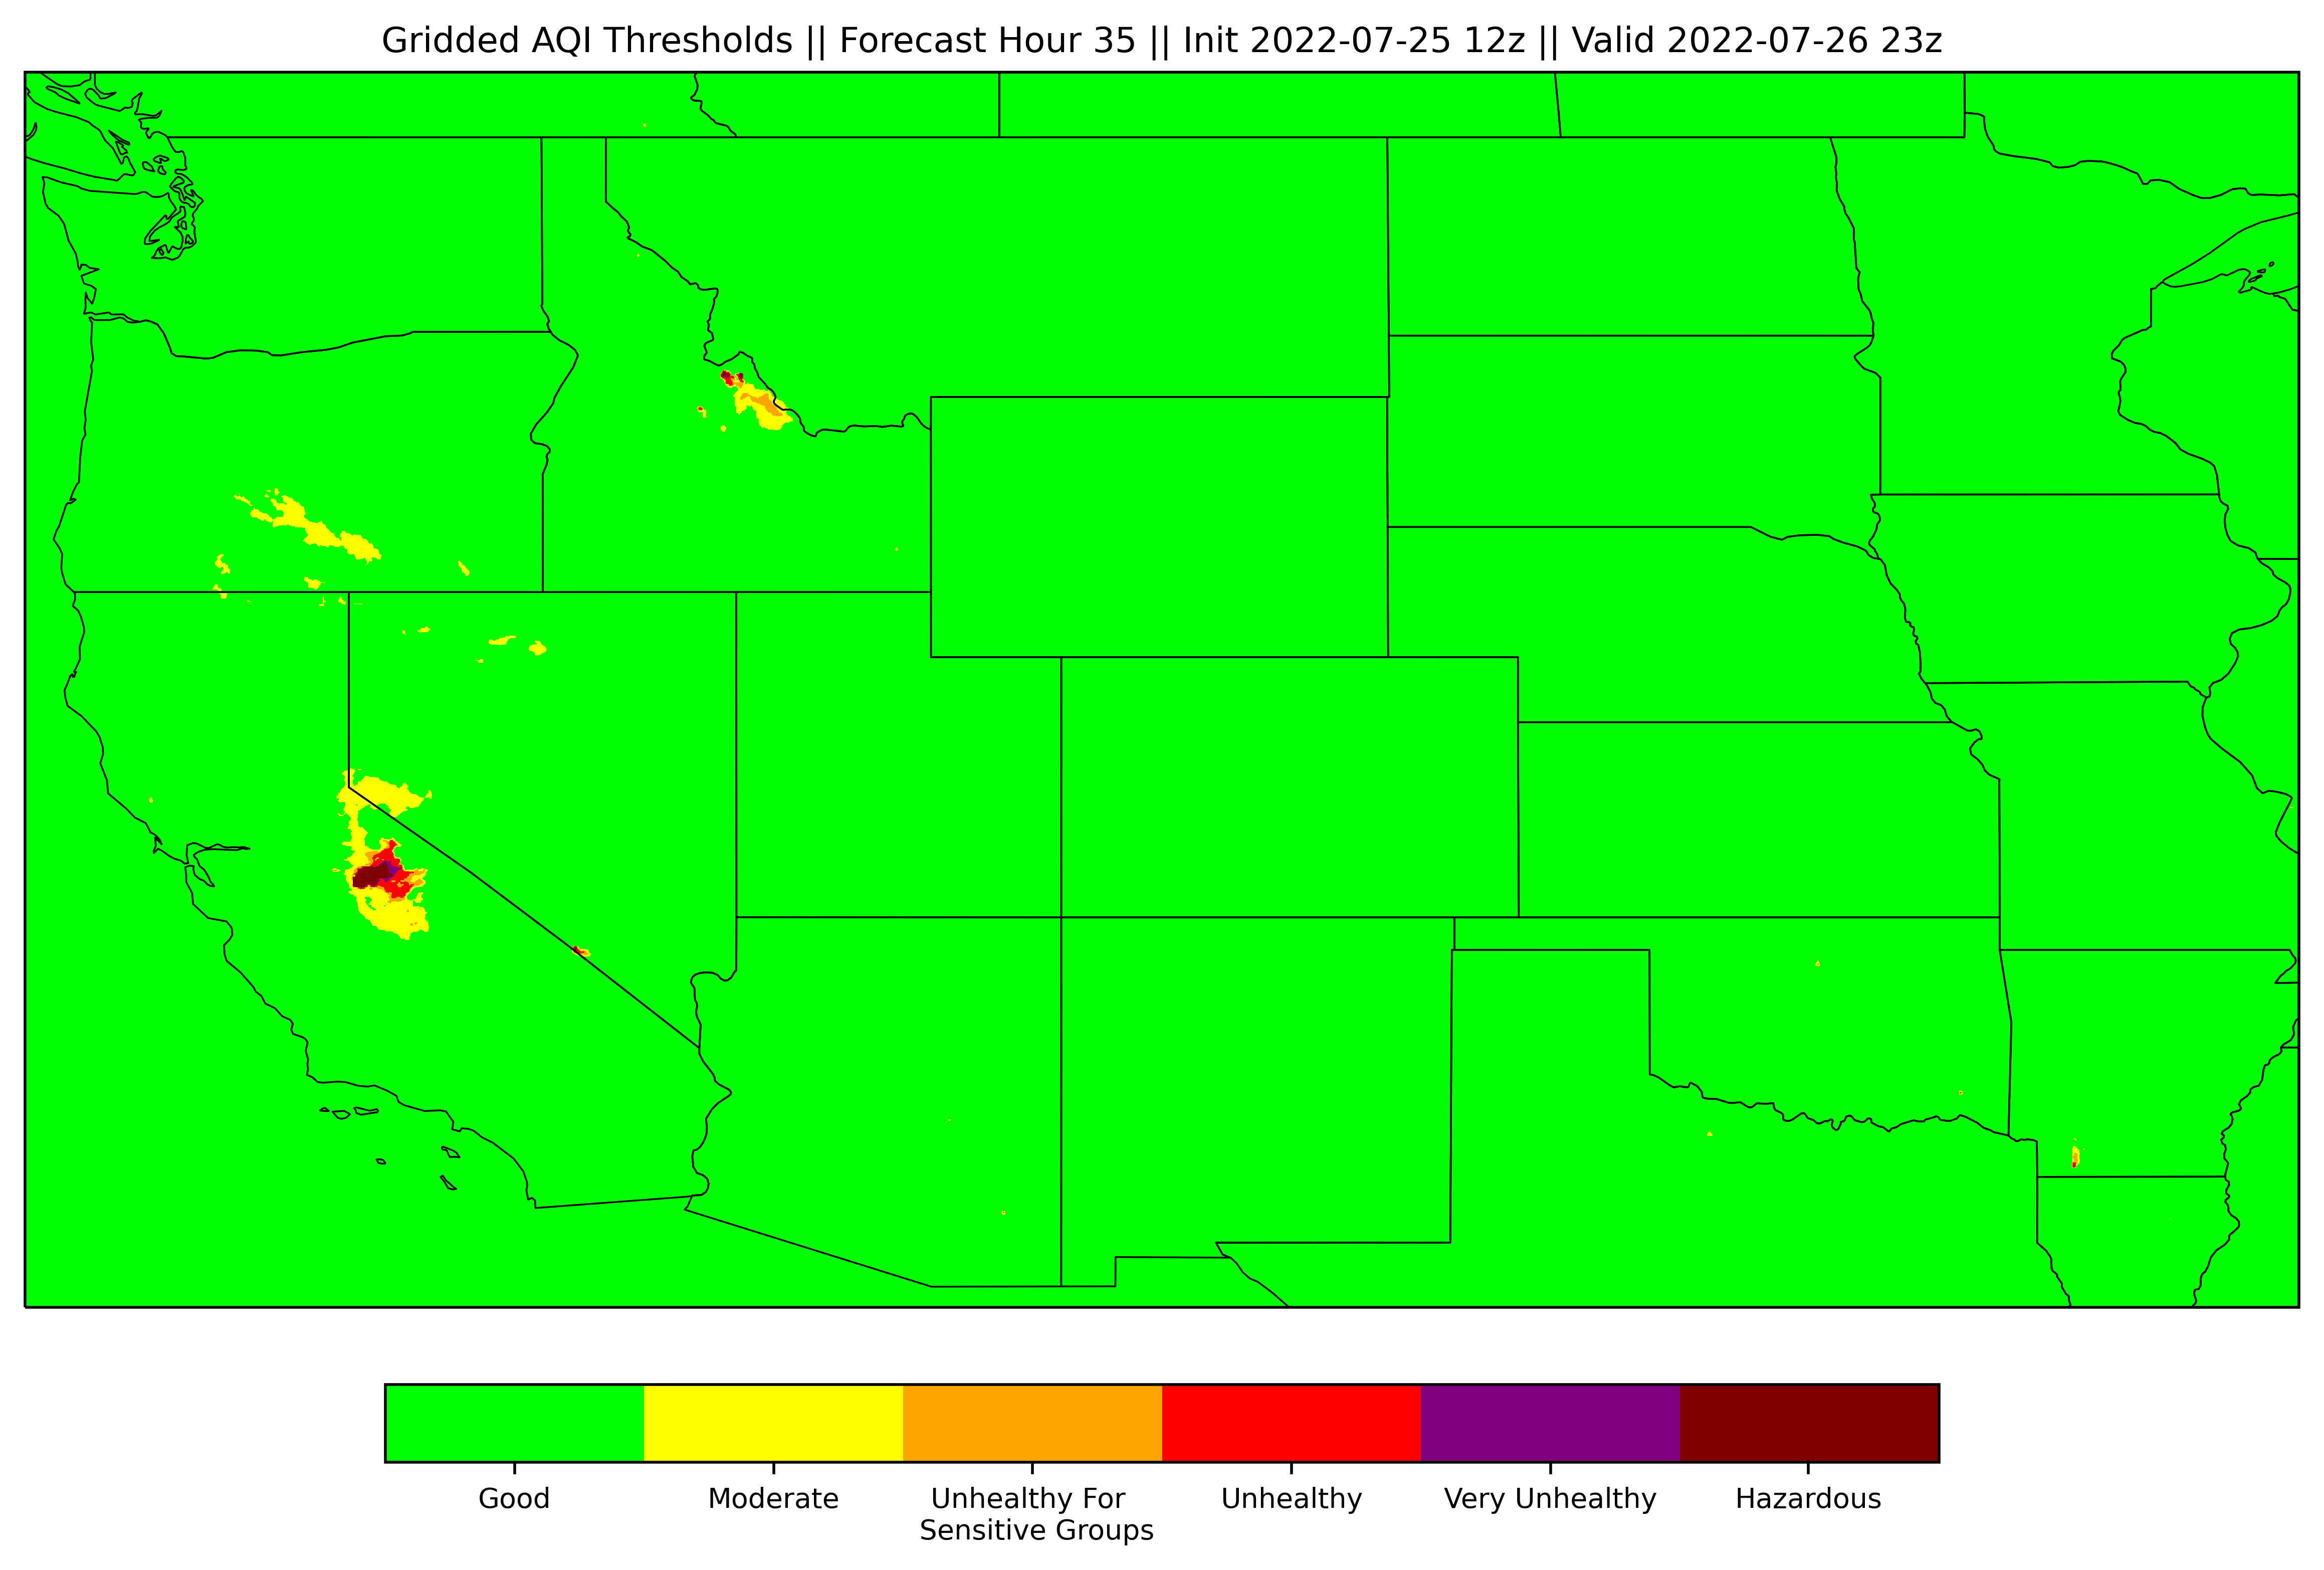 Gridded AQI Thresholds || Forecast Hour 35 || Init 2022-07-25 12z || Valid 2022-07-26 23z
Good
Moderate
Unhealthy For
Sensitive Groups
Unhealthy
Very Unhealthy
Hazardous